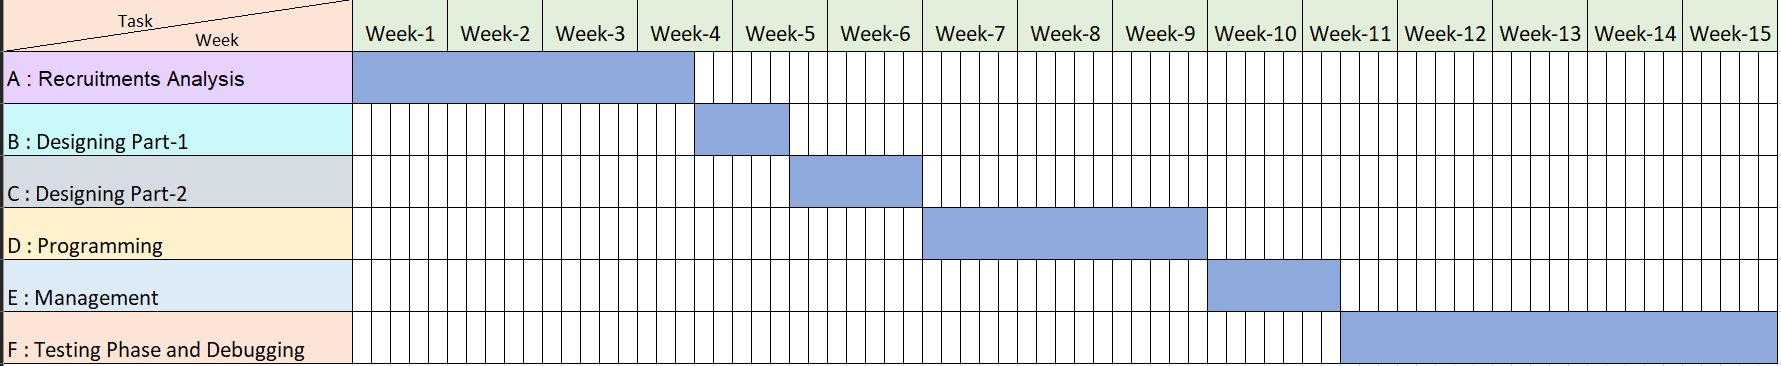 Task
Week
Week-1 Week-2 Week-3 Week-4 Week-5 Week-6 Week-7 Week-8 Week-9 Week-10 Week-11 Week-12 Week-13 Week-14 Week-15
A : Recruitments Analysis
B : Designing Part-1
C : Designing Part-2
D : Programming
E : Management
F : Testing Phase and Debugging